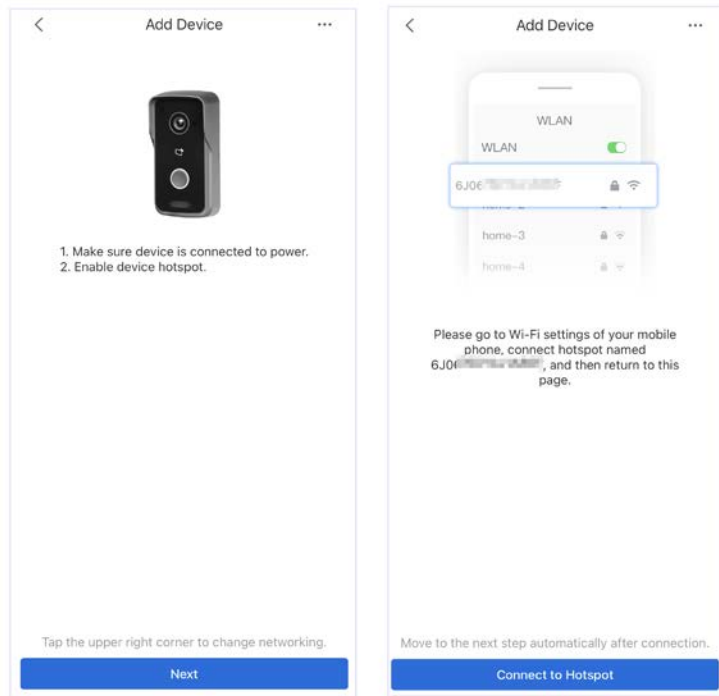 Add Device
1. Make sure device is connected to power.
2. Enable device hotspot.
Tap the upper right corner to change networking.
Next
Add Device
WLAN
WLAN
6J06
home-3
home-4
Please go to Wi-Fi settings of your mobile
phone, connect hotspot named
, and then return to this
page.
Move to the next step automatically after connection.
Connect to Hotspot